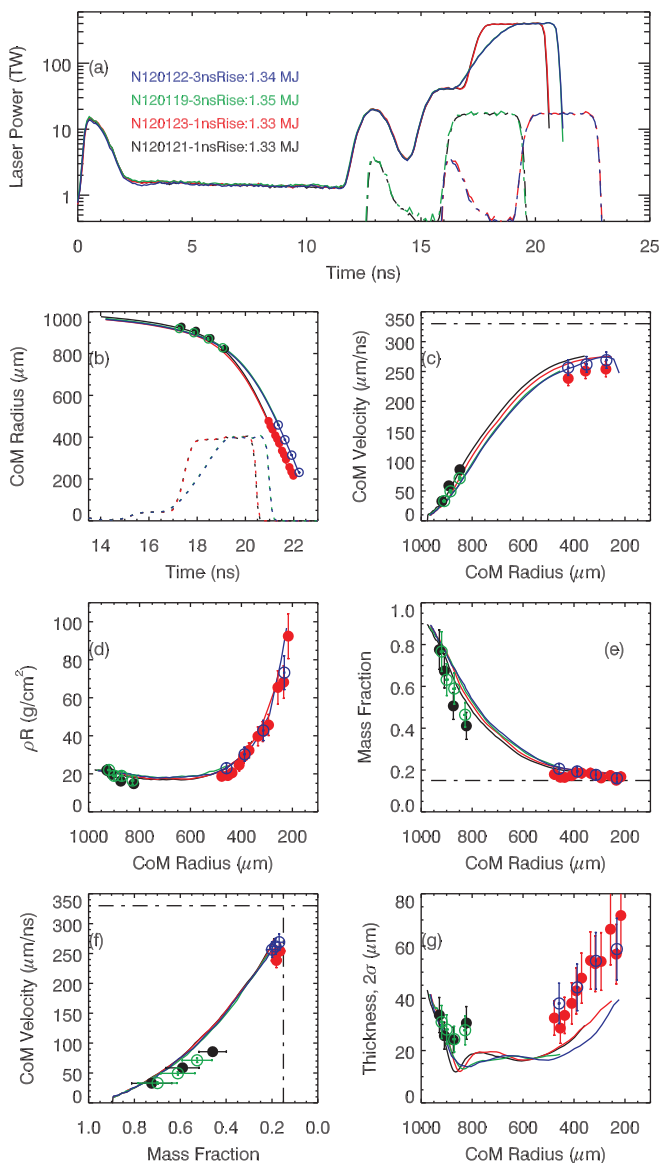 (a)
N120122-3nsRise:1.34 MJ
N120119-3nsRise:1.35 MJ
N120123-1nsRise:1.33 MJ
N120121-1nsRise:1.33 MJ
Laser Power (TW)
100
10
1
0 5 10 15 20 25
Time (ns)
(b)
CoM Radius (μm)
1000
800
600
400
200
0
14 16 18 20 22
Time (ns)
(c)
CoM Velocity (μm/ns)
350
300
250
200
150
100
50
0
1000 800 600 400 200
CoM Radius (μm)
(d)
ρR (g/cm²)
100
80
60
40
20
0
1000 800 600 400 200
CoM Radius (μm)
(e)
Mass Fraction
1.0
0.8
0.6
0.4
0.2
0.0
1000 800 600 400 200
CoM Radius (μm)
(f)
CoM Velocity (μm/ns)
350
300
250
200
150
100
50
0
1.0 0.8 0.6 0.4 0.2 0.0
Mass Fraction
(g)
Thickness, 2σ (μm)
80
60
40
20
0
1000 800 600 400 200
CoM Radius (μm)